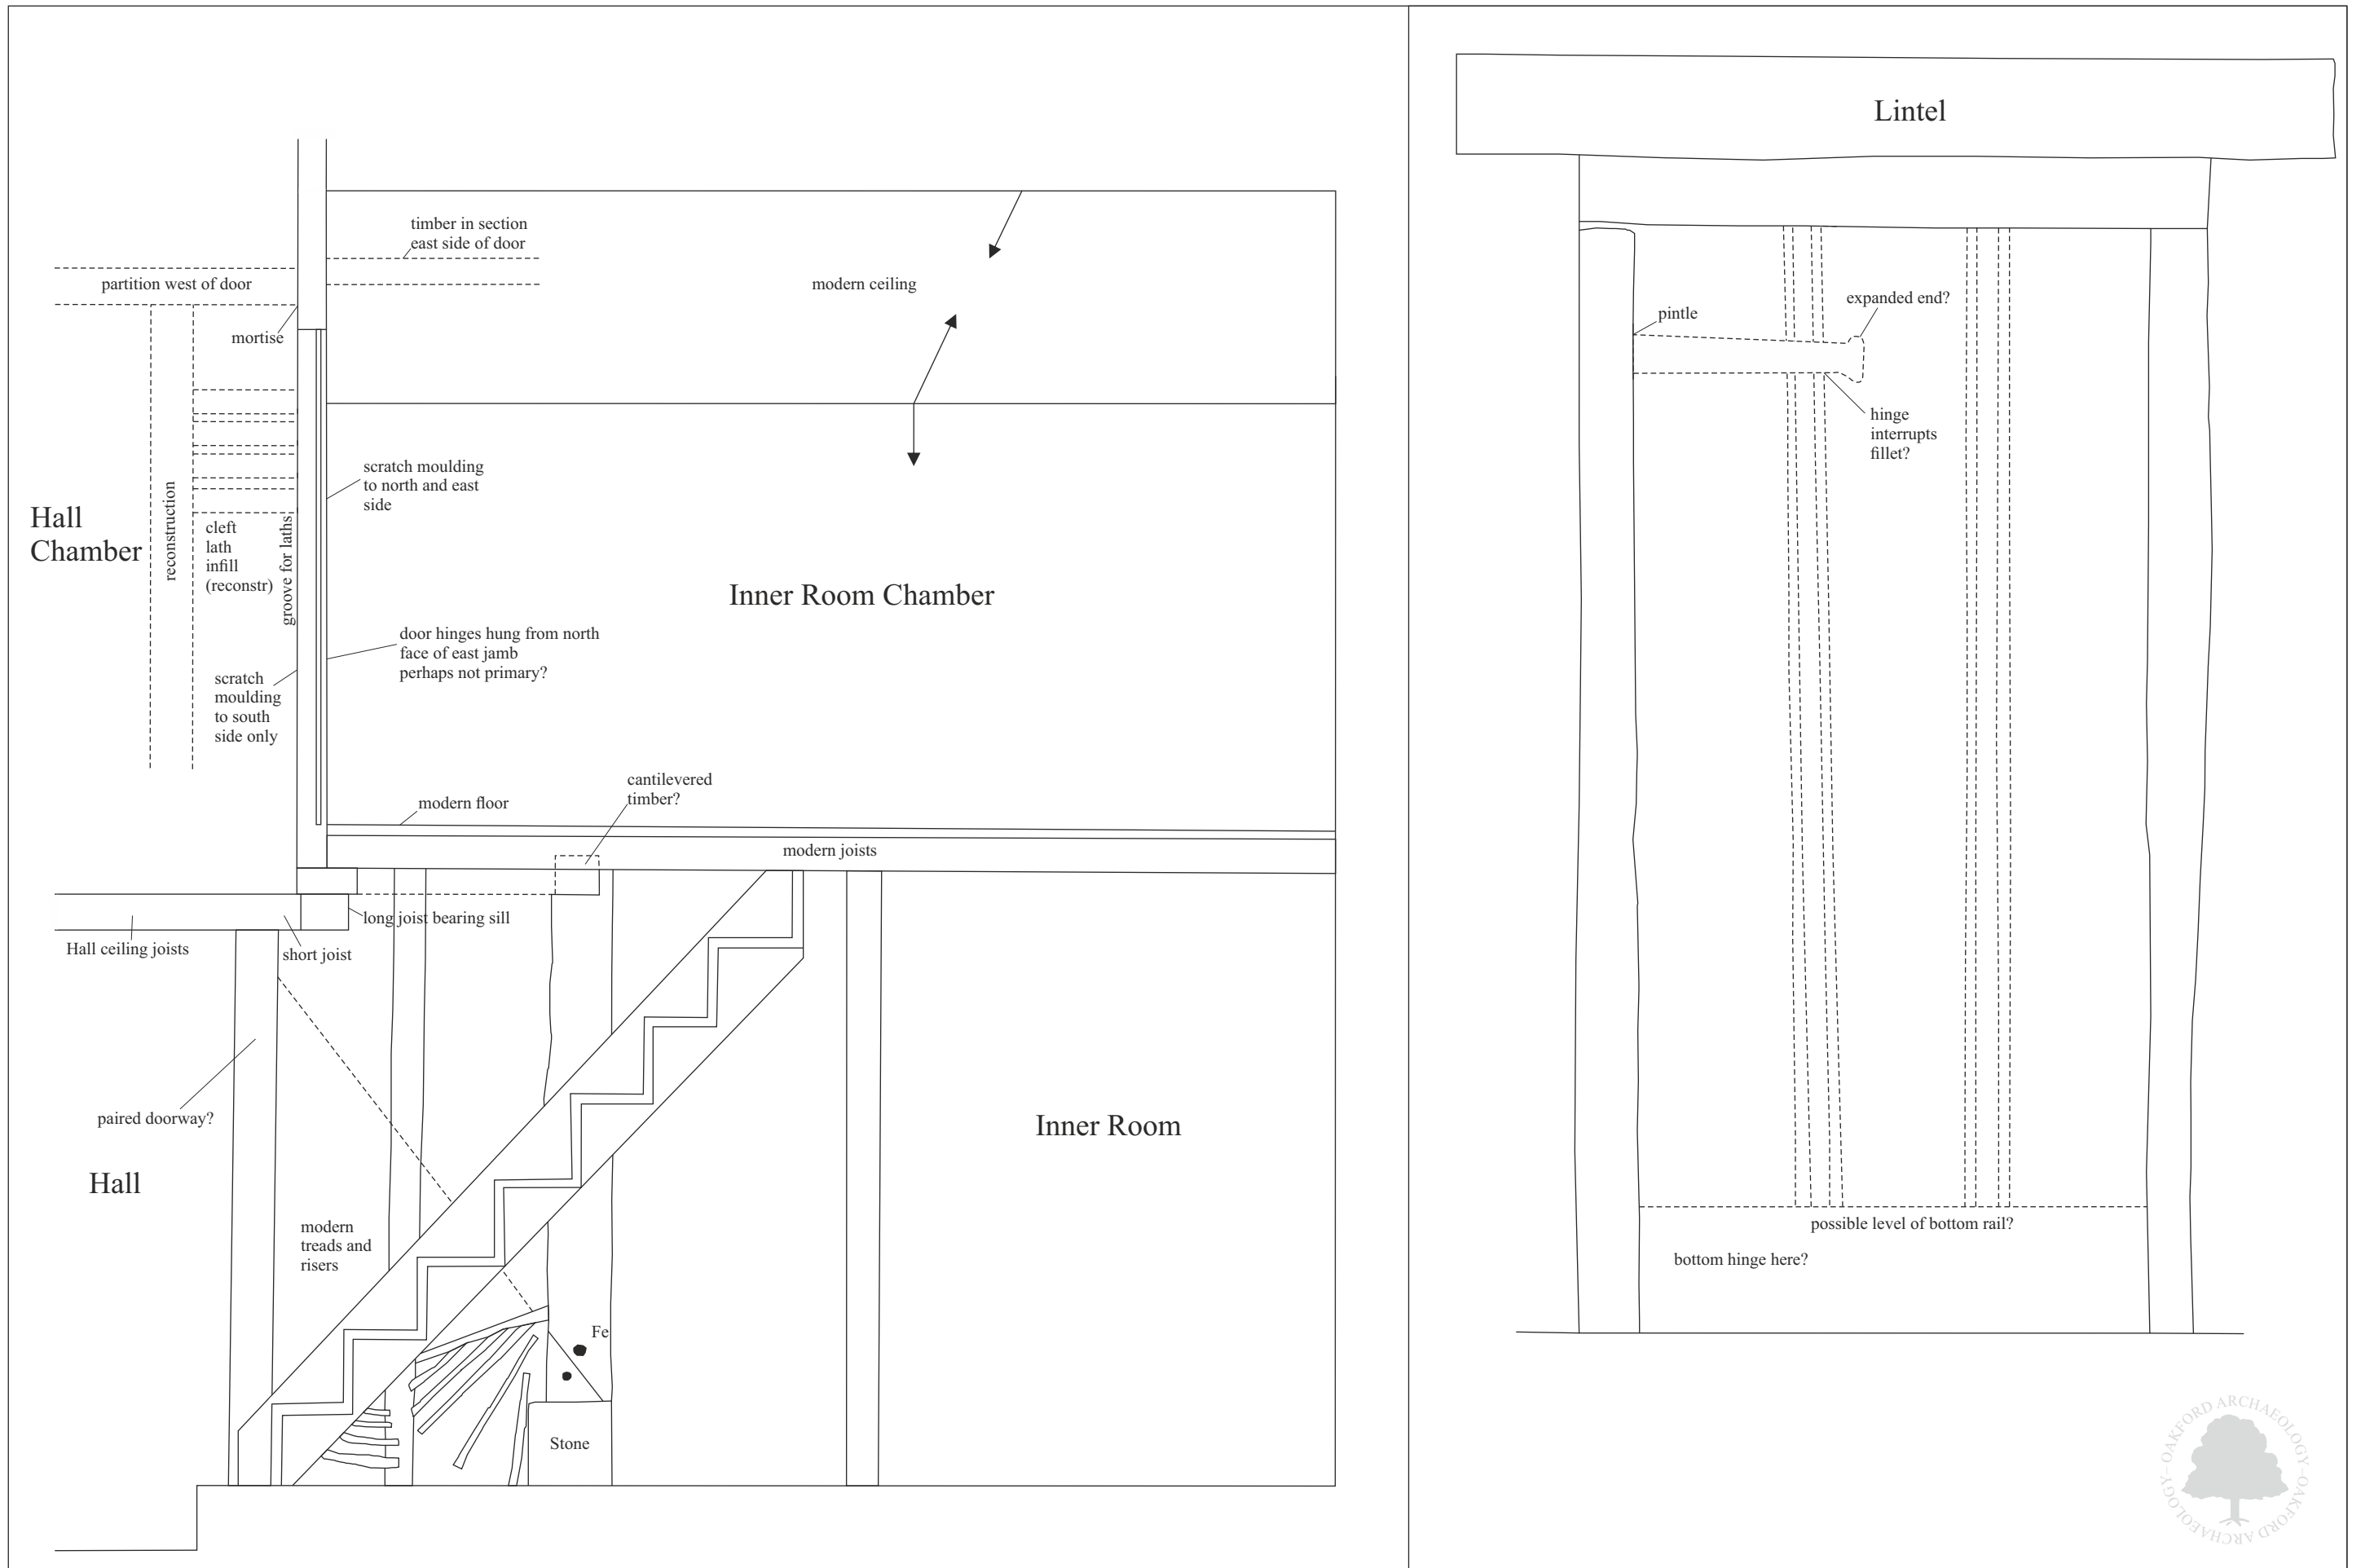 timber in section
east side of door
partition west of door
modern ceiling
mortise
scratch moulding
to north and east
side
Hall
Chamber
reconstruction
cleft
lath
infill
(reconstr)
groove for laths
Inner Room Chamber
door hinges hung from north
face of east jamb
perhaps not primary?
scratch
moulding
to south
side only
cantilevered
timber?
modern floor
modern joists
long joist bearing sill
Hall ceiling joists
short joist
paired doorway?
Inner Room
Hall
modern
treads and
risers
Fe
Stone
Lintel
expanded end?
pintle
hinge
interrupts
fillet?
possible level of bottom rail?
bottom hinge here?
OAKFORD ARCHAEOLOGY – OAKFORD ARCHAEOLOGY –